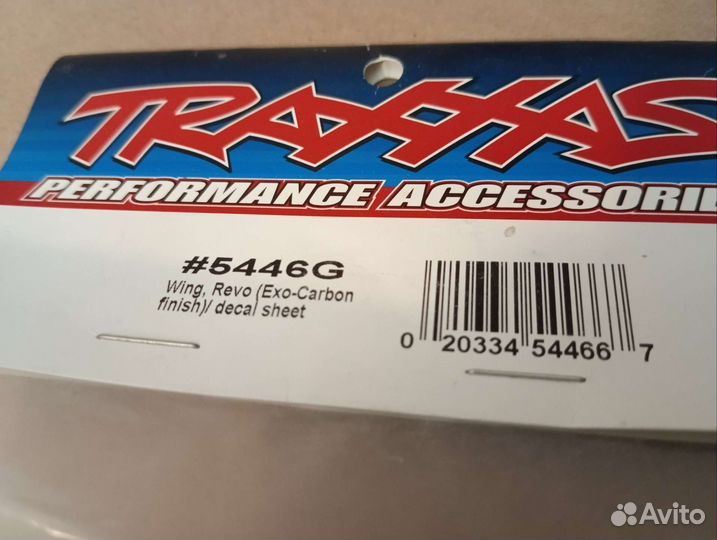 TRAXXAS
PERFORMANCE ACCESSORIE
#5446G
Wing, Revo (Exo-Carbon
finish)/ decal sheet
0 20334 54466 7
Avito